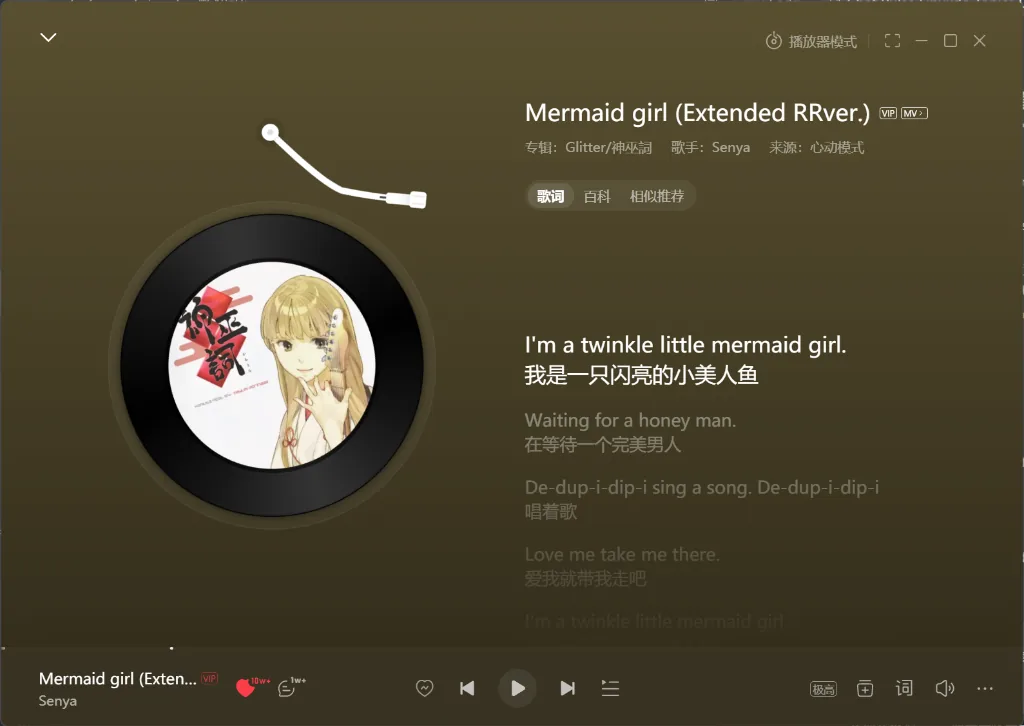 播放器模式
Mermaid girl (Extended RRver.) VIP MV
专辑：Glitter/神巫詞 歌手：Senya 来源：心动模式
歌词 百科 相似推荐
神巫詞
I'm a twinkle little mermaid girl.
我是一只闪亮的小美人鱼
Waiting for a honey man.
在等待一个完美男人
De-dup-i-dip-i sing a song. De-dup-i-dip-i
唱着歌
Love me take me there.
爱我就带我走吧
I'm a twinkle little mermaid girl
Mermaid girl (Exten... VIP 10w+ 1w+
Senya
极高 词